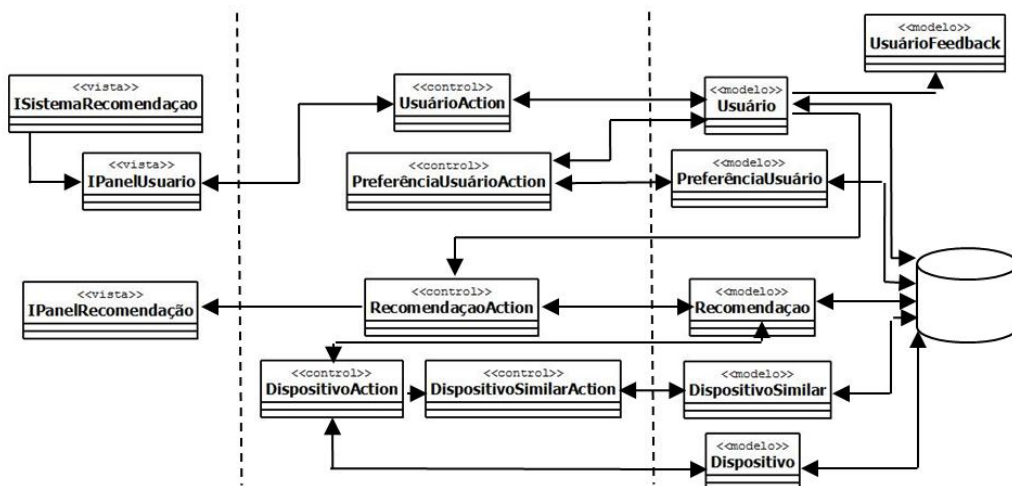 <<modelo>>
UsuárioFeedback
<<vista>>
ISistemaRecomendaçao
<<control>>
UsuárioAction
<<modelo>>
Usuário
<<vista>>
IPanelUsuario
<<control>>
PreferênciaUsuárioAction
<<modelo>>
PreferênciaUsuário
<<vista>>
IPanelRecomendação
<<control>>
RecomendaçaoAction
<<modelo>>
Recomendaçao
<<control>>
DispositivoAction
<<control>>
DispositivoSimilarAction
<<modelo>>
DispositivoSimilar
<<modelo>>
Dispositivo